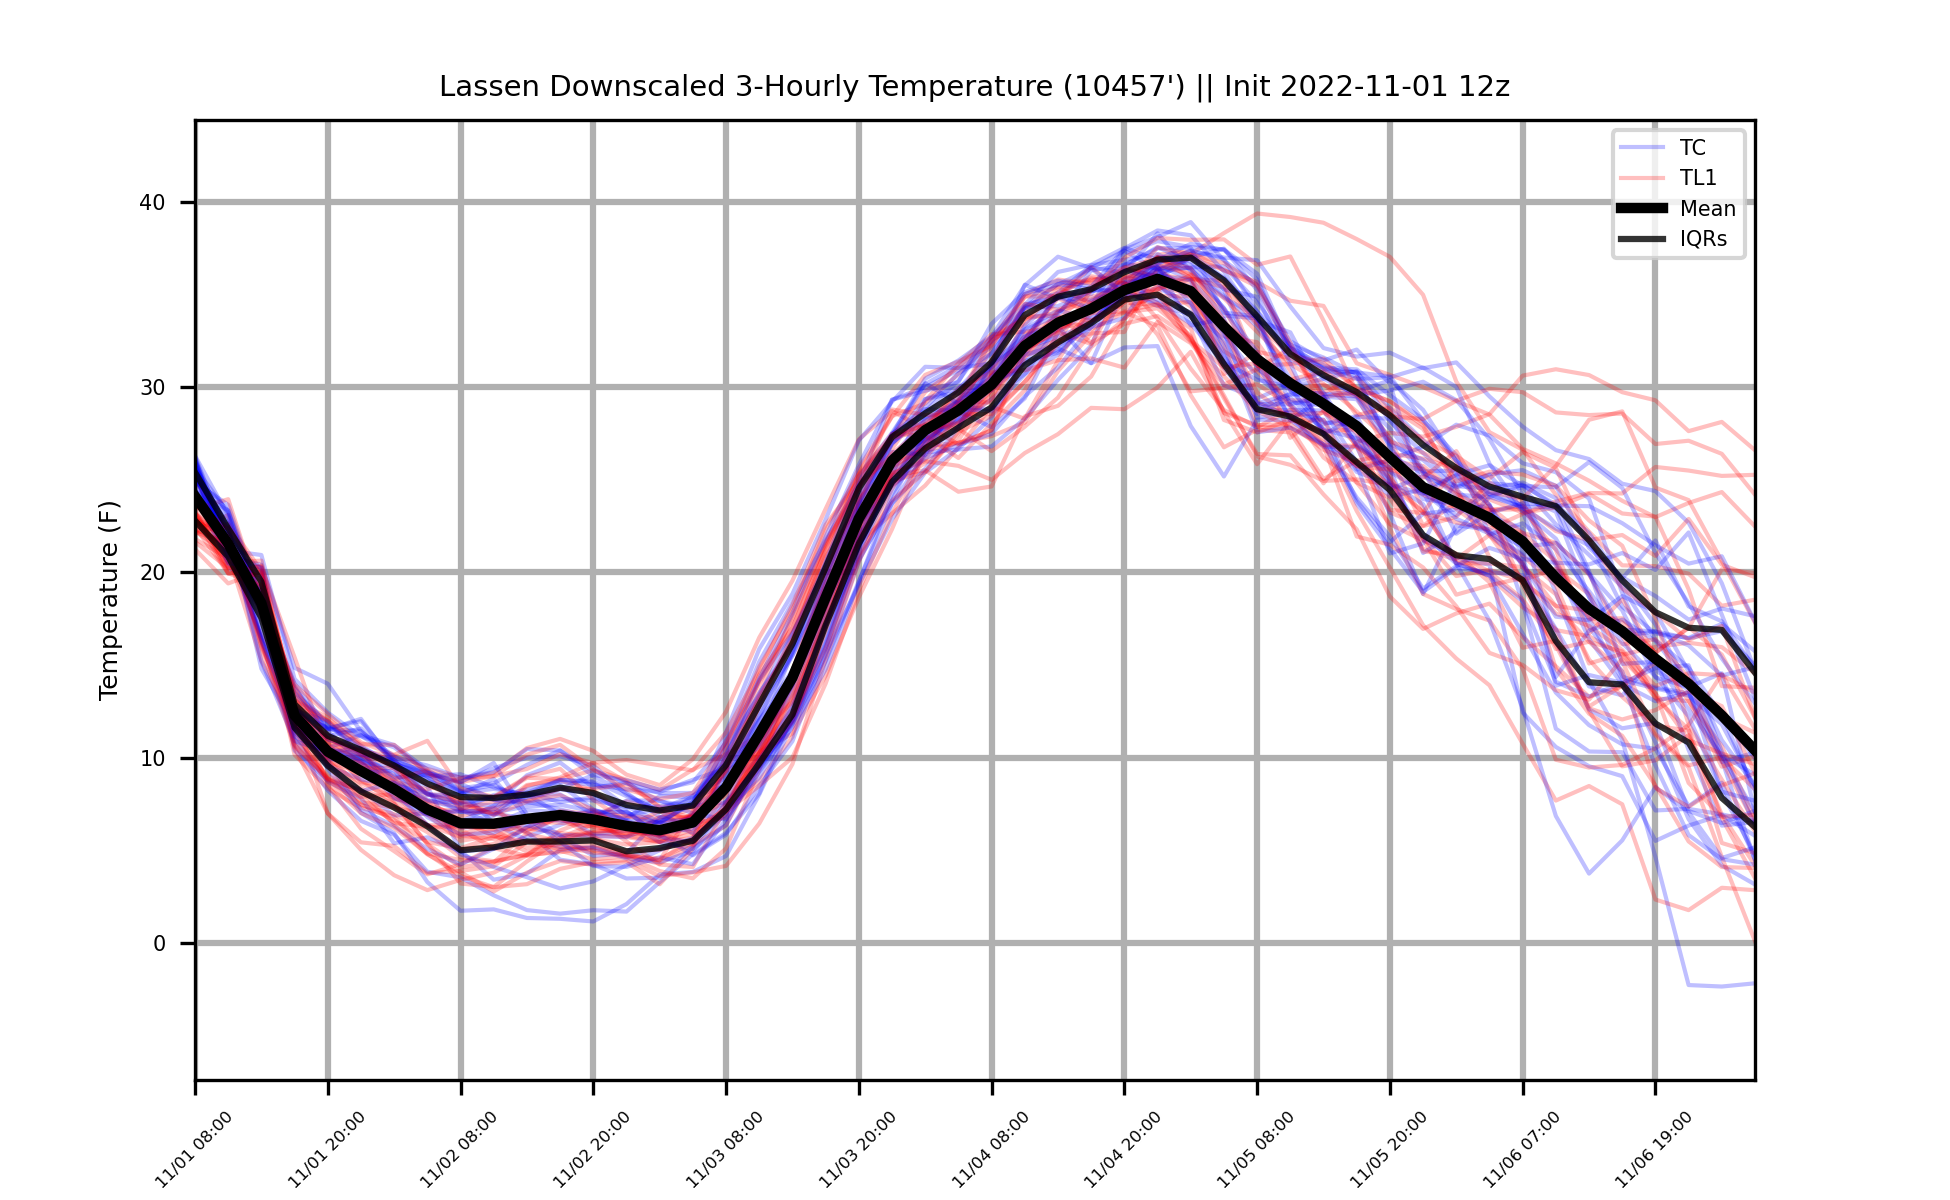 Lassen Downscaled 3-Hourly Temperature (10457') || Init 2022-11-01 12z
TC
TL1
Mean
IQRs
Temperature (F)
40
30
20
10
0
11/01 08:00
11/01 20:00
11/02 08:00
11/02 20:00
11/03 08:00
11/03 20:00
11/04 08:00
11/04 20:00
11/05 08:00
11/05 20:00
11/06 07:00
11/06 19:00